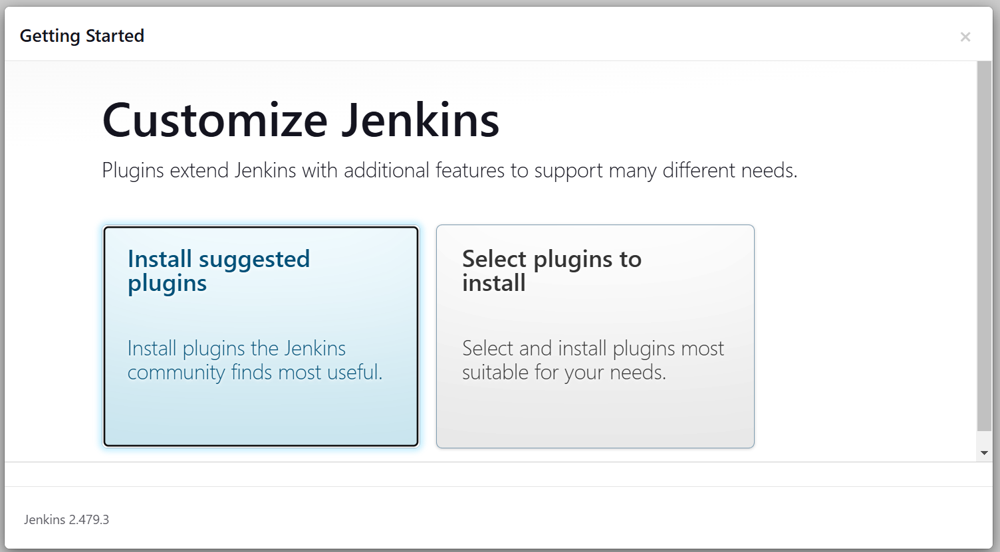 Getting Started
×
Customize Jenkins
Plugins extend Jenkins with additional features to support many different needs.
Install suggested
plugins
Install plugins the Jenkins
community finds most useful.
Select plugins to
install
Select and install plugins most
suitable for your needs.
Jenkins 2.479.3